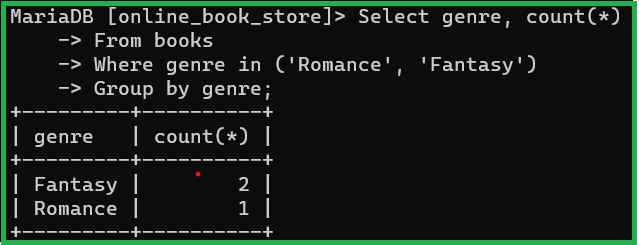 MariaDB [online_book_store]> Select genre, count(*)
    -> From books
    -> Where genre in ('Romance', 'Fantasy')
    -> Group by genre;
+---------+----------+
| genre   | count(*) |
+---------+----------+
| Fantasy |        2 |
| Romance |        1 |
+---------+----------+